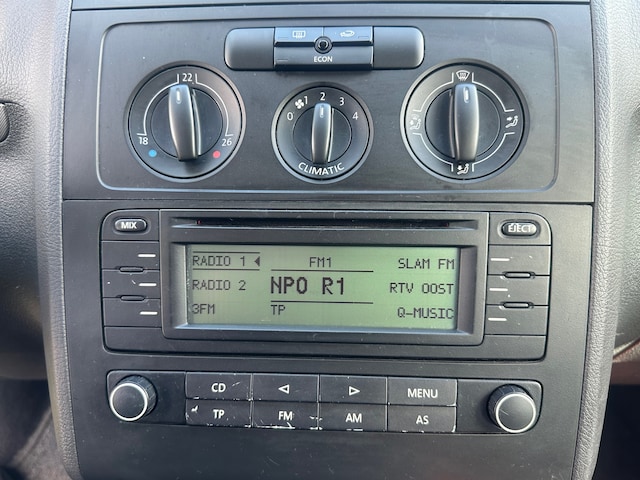 ECON
22
18 26
0 1 2 3 4
CLIMATIC
MIX EJECT
RADIO 1 FM1 SLAM FM
RADIO 2 NPO R1 RTV OOST
3FM TP Q-MUSIC
CD MENU
TP FM AM AS